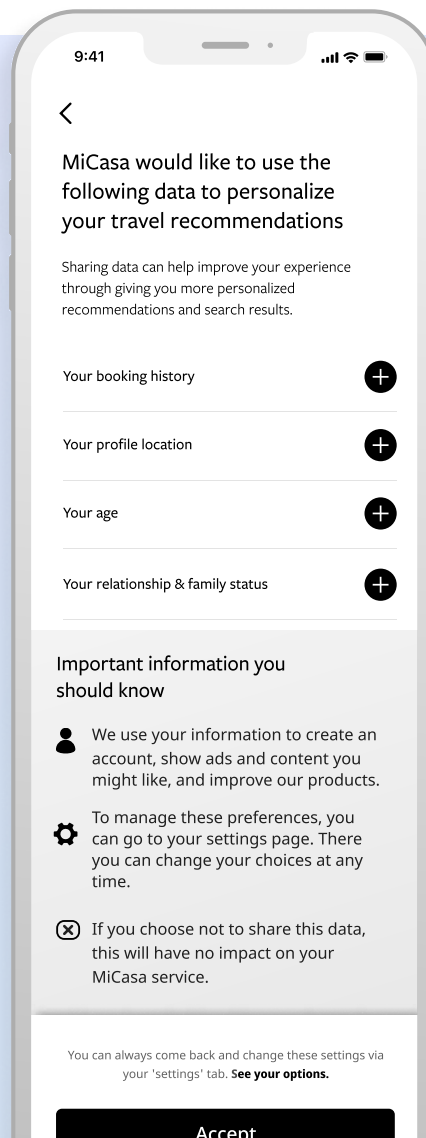 9:41
MiCasa would like to use the
following data to personalize
your travel recommendations
Sharing data can help improve your experience
through giving you more personalized
recommendations and search results.
Your booking history
Your profile location
Your age
Your relationship & family status
Important information you
should know
We use your information to create an
account, show ads and content you
might like, and improve our products.
To manage these preferences, you
can go to your settings page. There
you can change your choices at any
time.
If you choose not to share this data,
this will have no impact on your
MiCasa service.
You can always come back and change these settings via
your 'settings' tab. See your options.
Accept